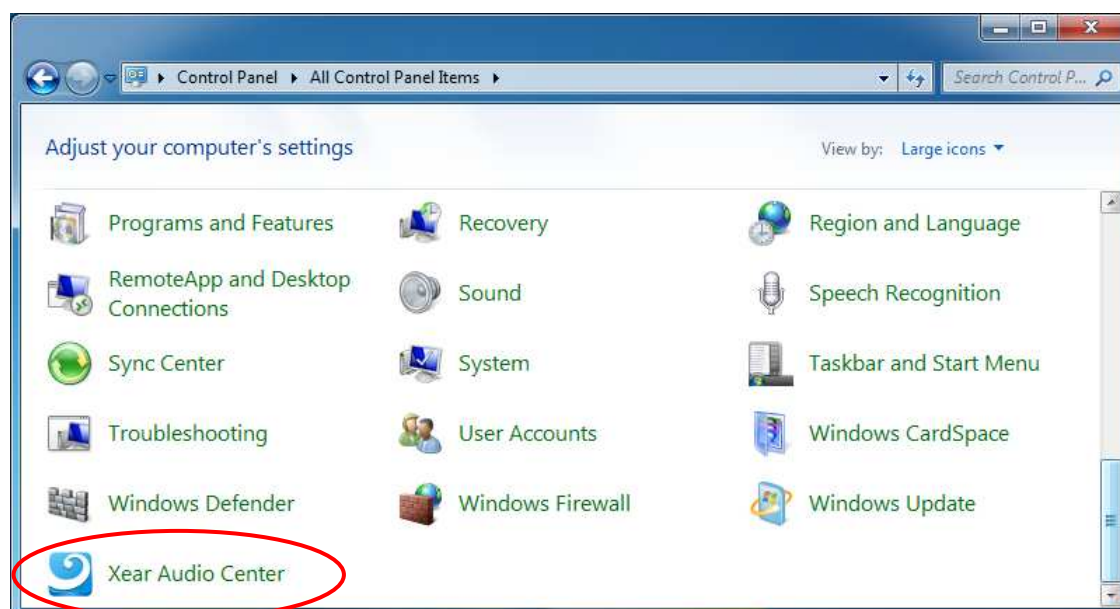 Control Panel ▸ All Control Panel Items ▸
Search Control P...
Adjust your computer's settings
View by: Large icons
Programs and Features
Recovery
Region and Language
RemoteApp and Desktop
Connections
Sound
Speech Recognition
Sync Center
System
Taskbar and Start Menu
Troubleshooting
User Accounts
Windows CardSpace
Windows Defender
Windows Firewall
Windows Update
Xear Audio Center